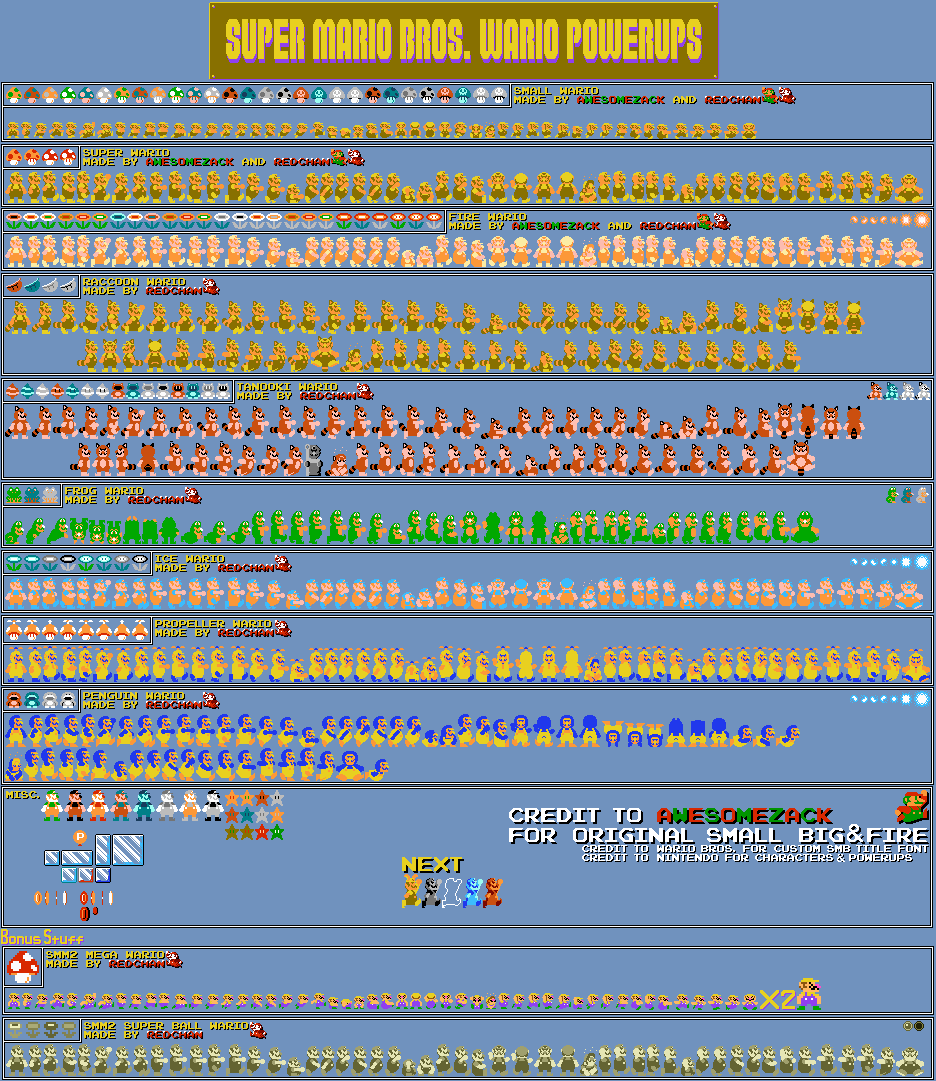 SUPER MARIO BROS. WARIO POWERUPS
SMALL WARIO
MADE BY AWESOMEZACK AND REDCHAN
SUPER WARIO
MADE BY AWESOMEZACK AND REDCHAN
FIRE WARIO
MADE BY AWESOMEZACK AND REDCHAN
RACCOON WARIO
MADE BY REDCHAN
TANOOKI WARIO
MADE BY REDCHAN
FROG WARIO
MADE BY REDCHAN
ICE WARIO
MADE BY REDCHAN
PROPELLER WARIO
MADE BY REDCHAN
PENGUIN WARIO
MADE BY REDCHAN
MISC.
P
CREDIT TO AWESOMEZACK
FOR ORIGINAL SMALL BIG&FIRE
CREDIT TO WARIO BROS. FOR CUSTOM SMB TITLE FONT
CREDIT TO NINTENDO FOR CHARACTERS & POWERUPS
NEXT
Bonus Stuff
SMM2 MEGA WARIO
MADE BY REDCHAN
X2
SMM2 SUPER BALL WARIO
MADE BY REDCHAN